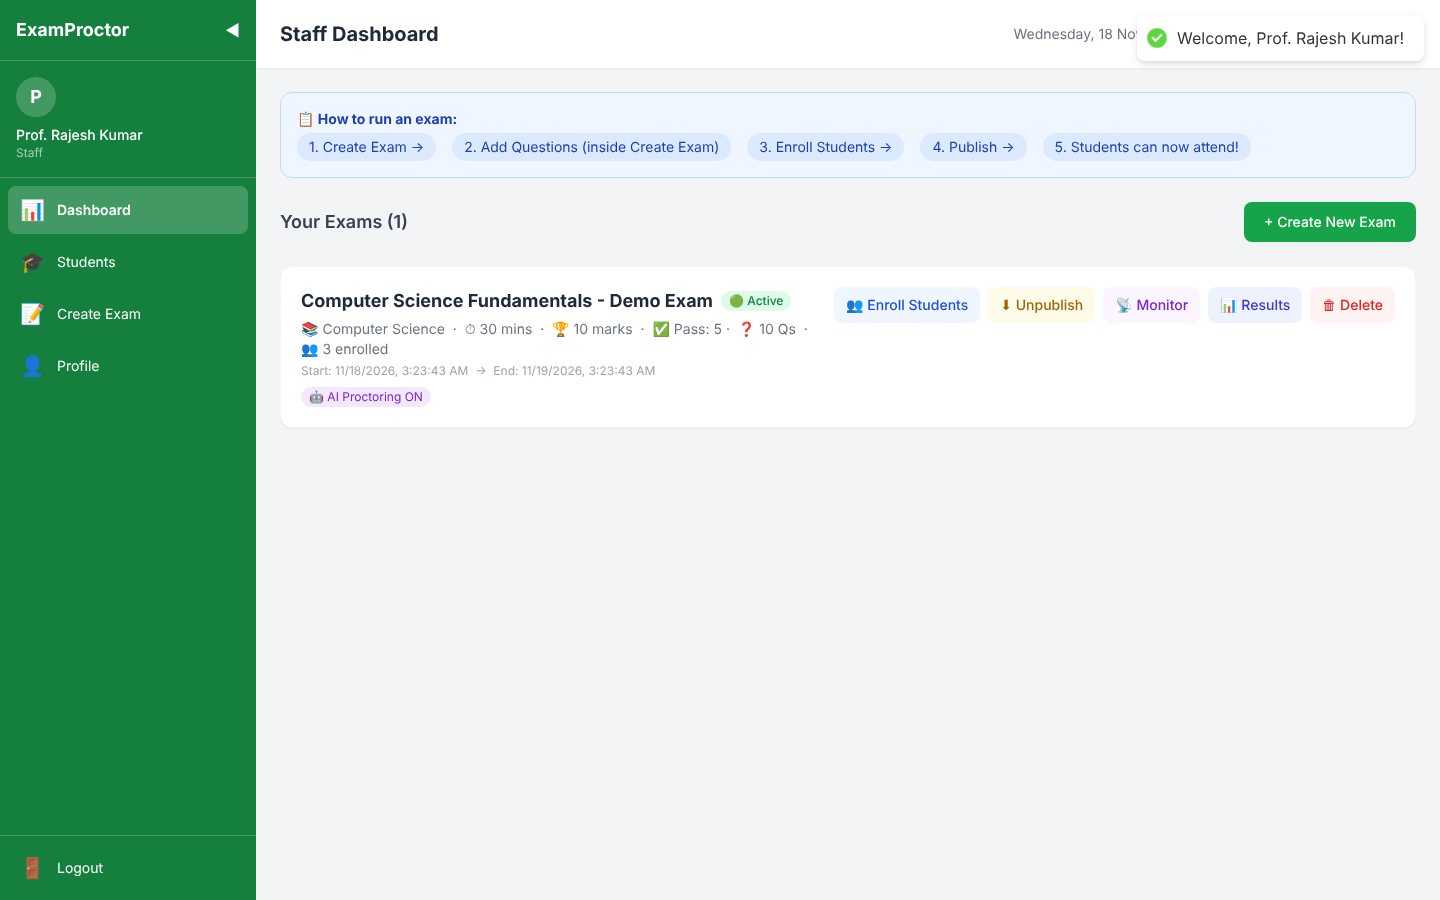 ExamProctor
P
Prof. Rajesh Kumar
Staff
Dashboard
Students
Create Exam
Profile
Logout
Staff Dashboard
Wednesday, 18
Welcome, Prof. Rajesh Kumar!
How to run an exam:
1. Create Exam →
2. Add Questions (inside Create Exam)
3. Enroll Students →
4. Publish →
5. Students can now attend!
Your Exams (1)
+ Create New Exam
Computer Science Fundamentals - Demo Exam
Active
Computer Science · 30 mins · 10 marks · Pass: 5 · 10 Qs ·
3 enrolled
Start: 11/18/2026, 3:23:43 AM → End: 11/19/2026, 3:23:43 AM
AI Proctoring ON
Enroll Students
Unpublish
Monitor
Results
Delete